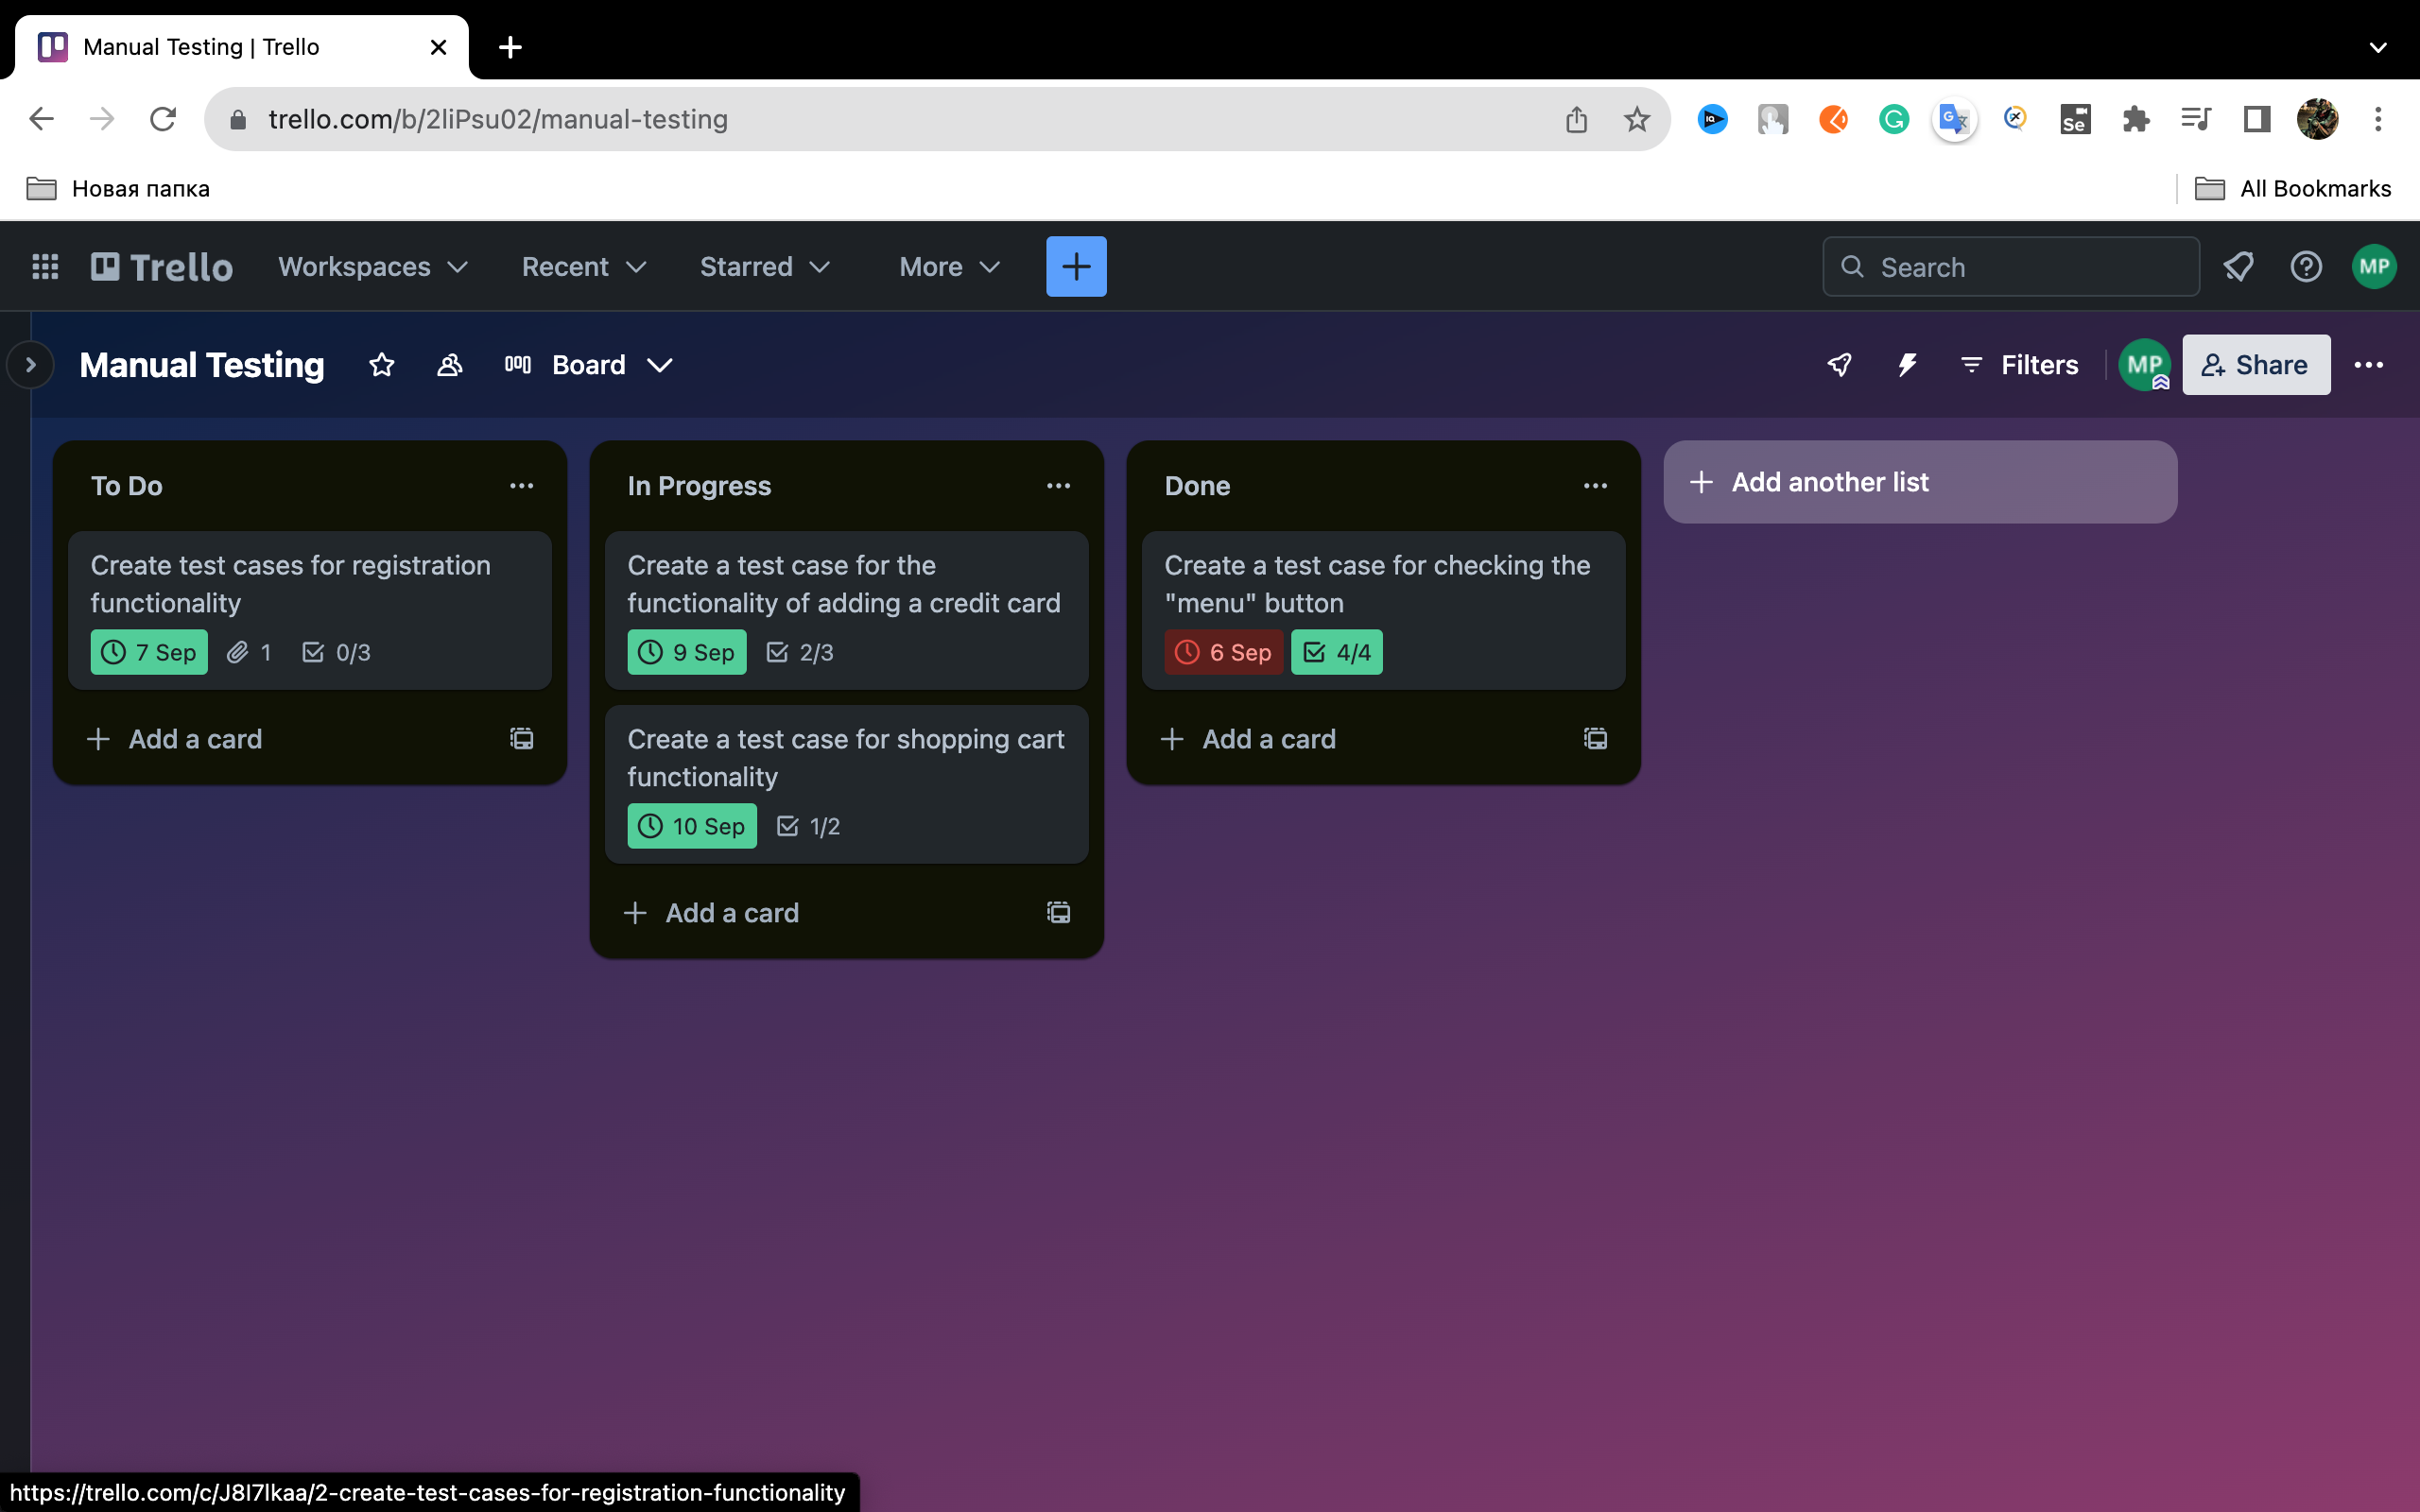 Manual Testing | Trello
trello.com/b/2liPsu02/manual-testing
Новая папка
All Bookmarks
Trello
Workspaces
Recent
Starred
More
Search
MP
Manual Testing
Board
Filters
MP
Share
To Do
Create test cases for registration
functionality
7 Sep 1 0/3
Add a card
In Progress
Create a test case for the
functionality of adding a credit card
9 Sep 2/3
Create a test case for shopping cart
functionality
10 Sep 1/2
Add a card
Done
Create a test case for checking the
"menu" button
6 Sep 4/4
Add a card
Add another list
https://trello.com/c/J8I7lkaa/2-create-test-cases-for-registration-functionality